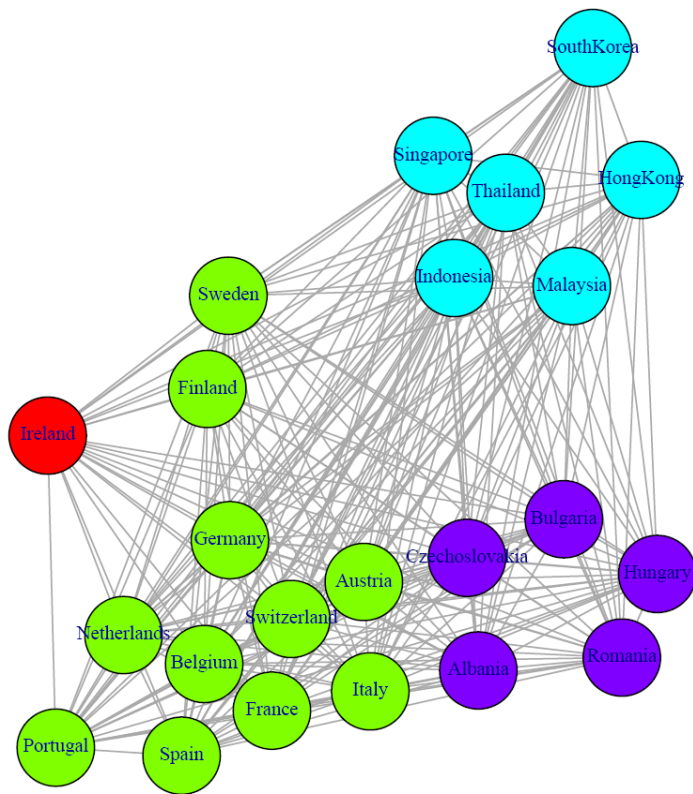 SouthKorea
Singapore
HongKong
Thailand
Indonesia
Malaysia
Sweden
Finland
Ireland
Bulgaria
Germany
Czechoslovakia
Hungary
Austria
Switzerland
Netherlands
Romania
Belgium
Albania
Italy
France
Portugal
Spain